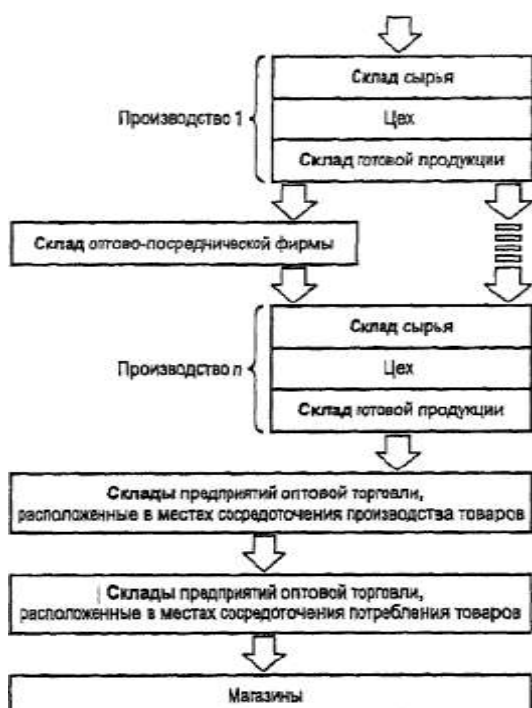 Склад сырья
Производство 1
Цех
Склад готовой продукции
Склад оптово-посреднической фирмы
Склад сырья
Производство n
Цех
Склад готовой продукции
Склады предприятий оптовой торговли,
расположенные в местах сосредоточения производства товаров
Склады предприятий оптовой торговли,
расположенные в местах сосредоточения потребления товаров
Магазины